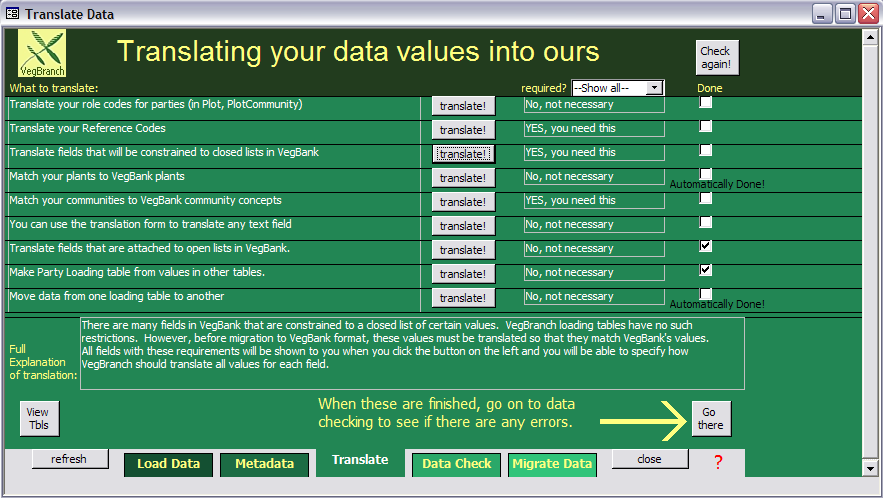 Translate Data
VegBranch
Translating your data values into ours
Check
again!
What to translate:
required?
--Show all--
Done
Translate your role codes for parties (in Plot, PlotCommunity)
translate!
No, not necessary
Translate your Reference Codes
translate!
YES, you need this
Translate fields that will be constrained to closed lists in VegBank
translate!
YES, you need this
Match your plants to VegBank plants
translate!
No, not necessary
Automatically Done!
Match your communities to VegBank community concepts
translate!
YES, you need this
You can use the translation form to translate any text field
translate!
No, not necessary
Translate fields that are attached to open lists in VegBank.
translate!
No, not necessary
Make Party Loading table from values in other tables.
translate!
No, not necessary
Move data from one loading table to another
translate!
No, not necessary
Automatically Done!
Full
Explanation
of translation:
There are many fields in VegBank that are constrained to a closed list of certain values.  VegBranch loading tables have no such
restrictions.  However, before migration to VegBank format, these values must be translated so that they match VegBank's values.
All fields with these requirements will be shown to you when you click the button on the left and you will be able to specify how
VegBranch should translate all values for each field.
View
Tbls
When these are finished, go on to data
checking to see if there are any errors.
Go
there
refresh
Load Data
Metadata
Translate
Data Check
Migrate Data
close
?